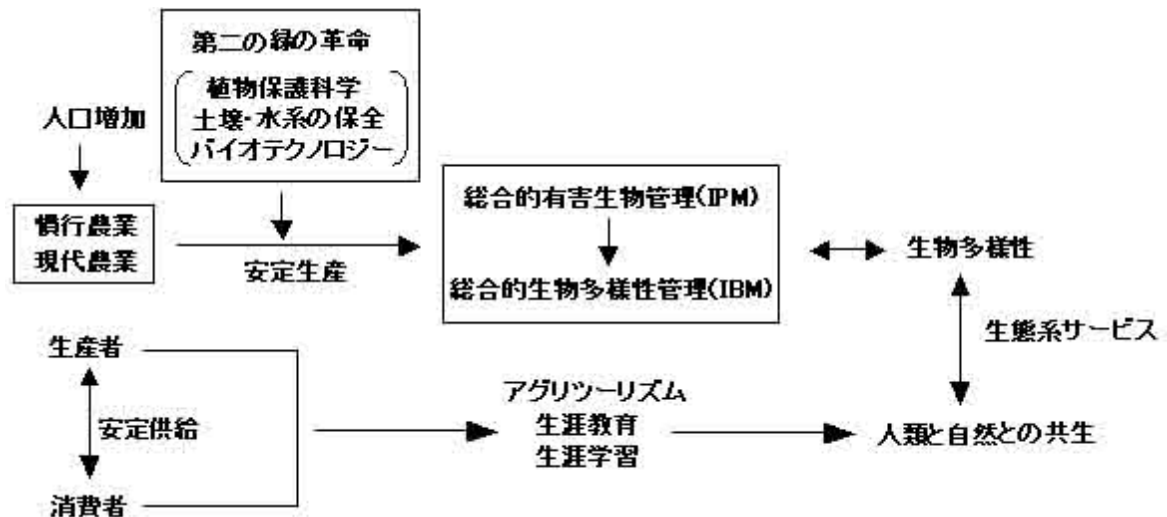 第二の緑の革命
植物保護科学
土壌・水系の保全
バイオテクノロジー
人口増加
慣行農業
現代農業
安定生産
総合的有害生物管理(IPM)
総合的生物多様性管理(IBM)
生物多様性
生態系サービス
生産者
安定供給
消費者
アグリツーリズム
生涯教育
生涯学習
人類と自然との共生